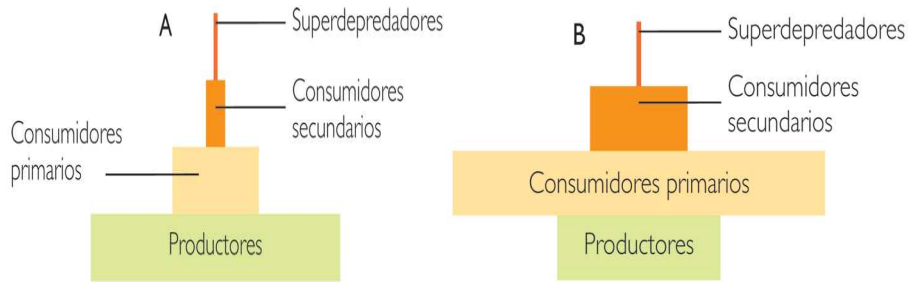 A
Superdepredadores
Consumidores
secundarios
Consumidores
primarios
Productores
B
Superdepredadores
Consumidores
secundarios
Consumidores primarios
Productores